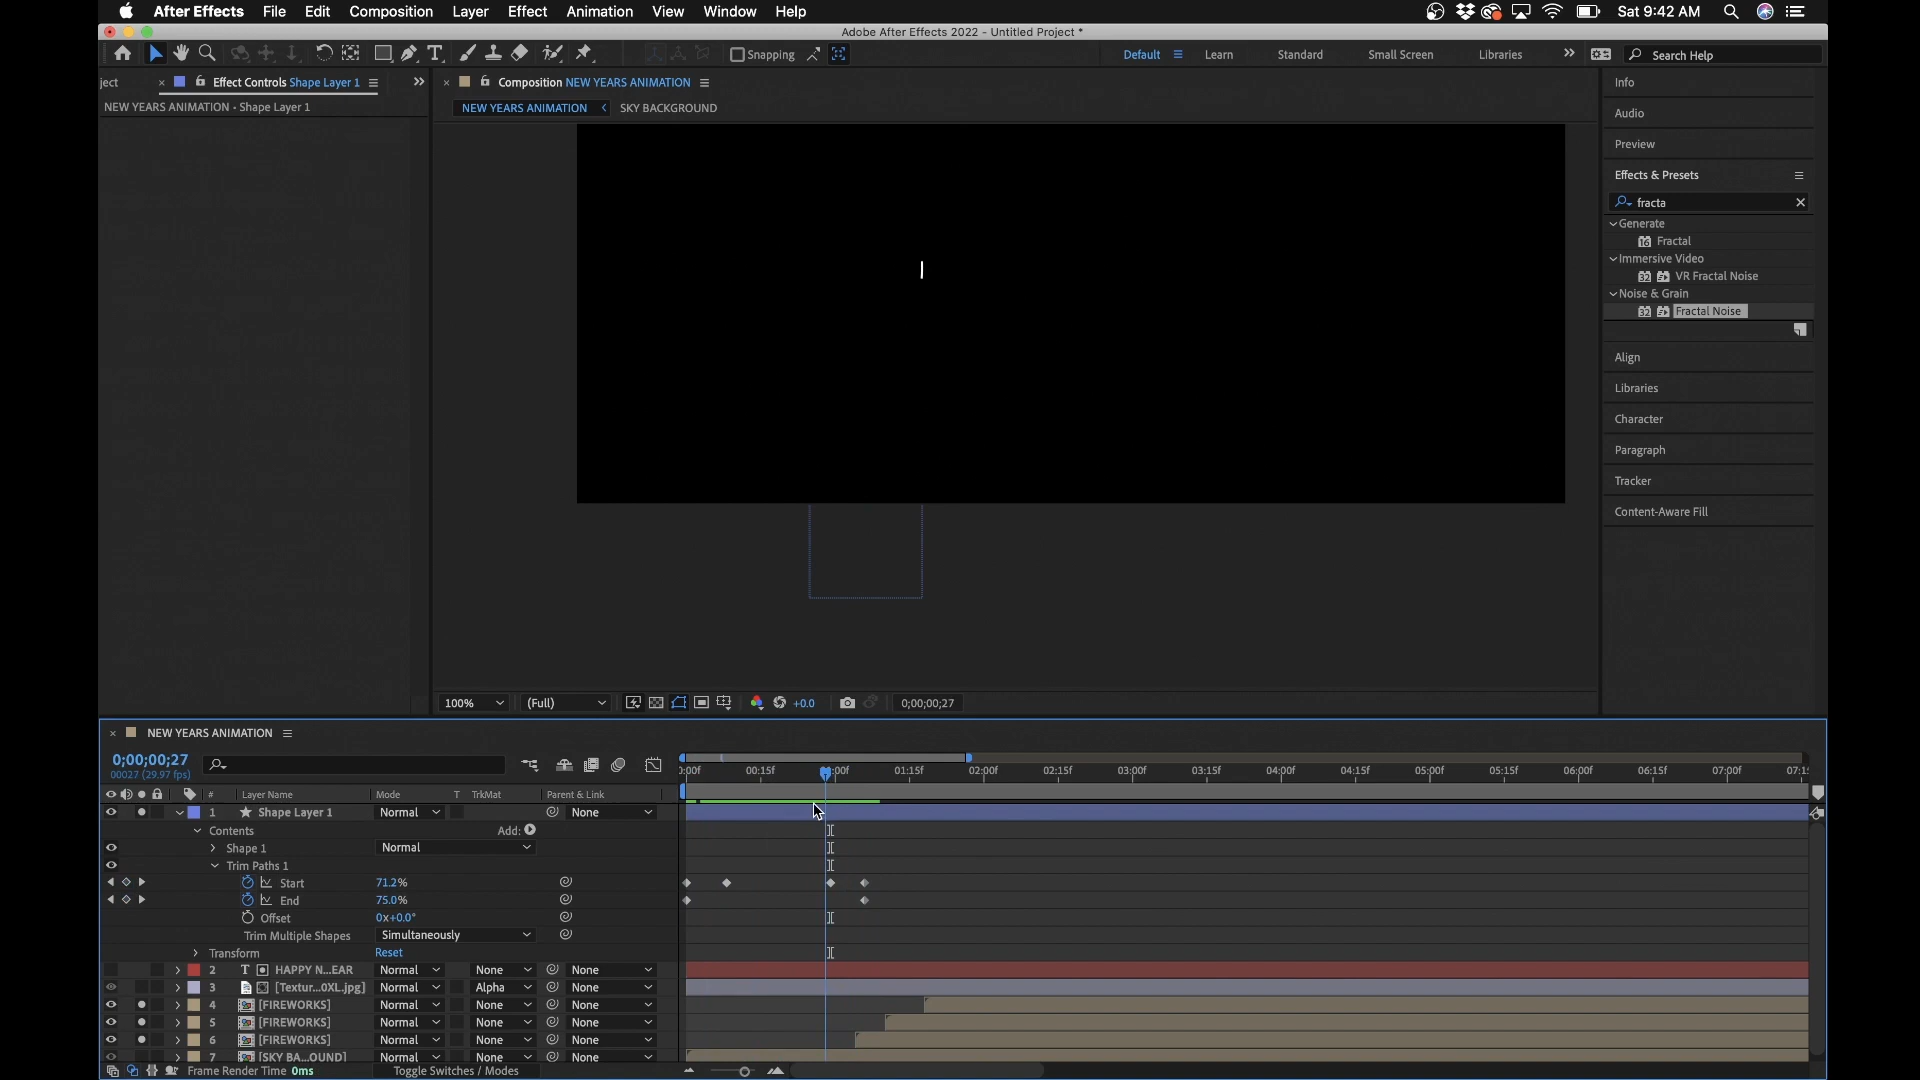 After Effects File Edit Composition Layer Effect Animation View Window Help Sat 9:42 AM
Adobe After Effects 2022 - Untitled Project *
Snapping Default Learn Standard Small Screen Libraries Search Help
ject Effect Controls Shape Layer 1 Composition NEW YEARS ANIMATION Info
NEW YEARS ANIMATION • Shape Layer 1 NEW YEARS ANIMATION SKY BACKGROUND
Audio
Preview
Effects & Presets
fracta
Generate
16 Fractal
Immersive Video
32 VR Fractal Noise
Noise & Grain
32 Fractal Noise
Align
Libraries
Character
Paragraph
Tracker
Content-Aware Fill
100% (Full) +0.0 0;00;00;27
NEW YEARS ANIMATION
0;00;00;27
00027 (29.97 fps)
00:15f 01:15f 02:00f 02:15f 03:00f 03:15f 04:00f 04:15f 05:00f 05:15f 06:00f 06:15f 07:00f
# Layer Name Mode T TrkMat Parent & Link
1 Shape Layer 1 Normal None
Contents Add:
Shape 1 Normal
Trim Paths 1
Start 71.2%
End 75.0%
Offset 0x+0.0°
Trim Multiple Shapes Simultaneously
Transform Reset
2 T HAPPY N...EAR Normal None None
3 [Textur...0XL.jpg] Normal Alpha None
4 [FIREWORKS] Normal None None
5 [FIREWORKS] Normal None None
6 [FIREWORKS] Normal None None
7 [SKY BA...OUND] Normal None None
Frame Render Time 0ms Toggle Switches / Modes